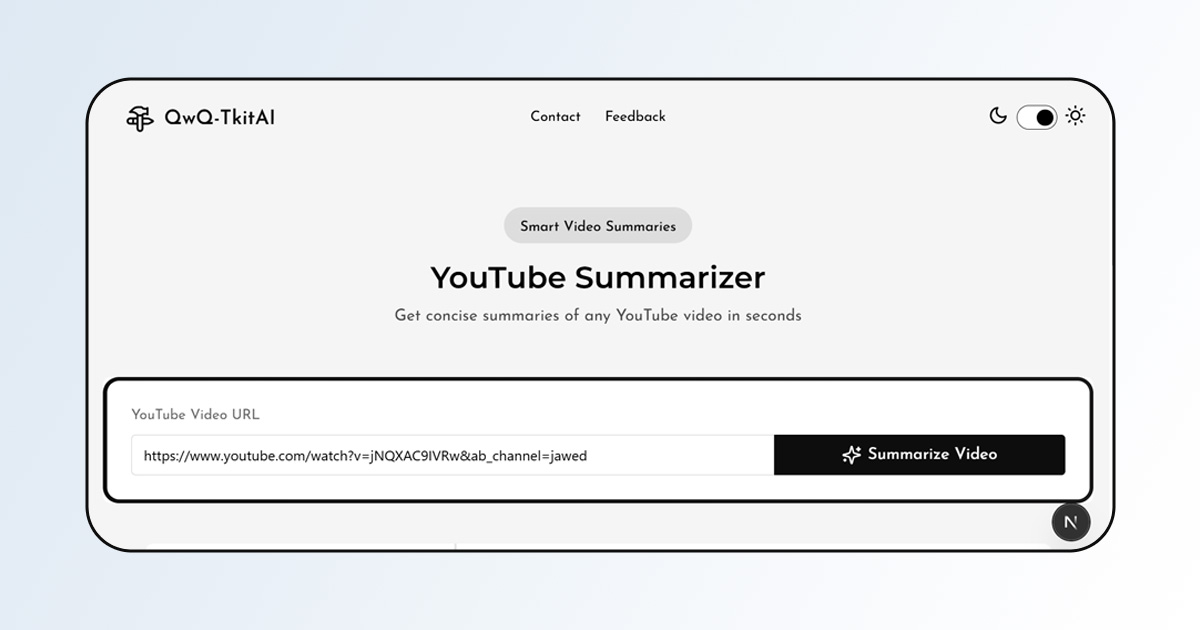 QwQ-TkitAI
Contact Feedback
Smart Video Summaries
YouTube Summarizer
Get concise summaries of any YouTube video in seconds
YouTube Video URL
https://www.youtube.com/watch?v=jNQXAC9IVRw&ab_channel=jawed
Summarize Video
N